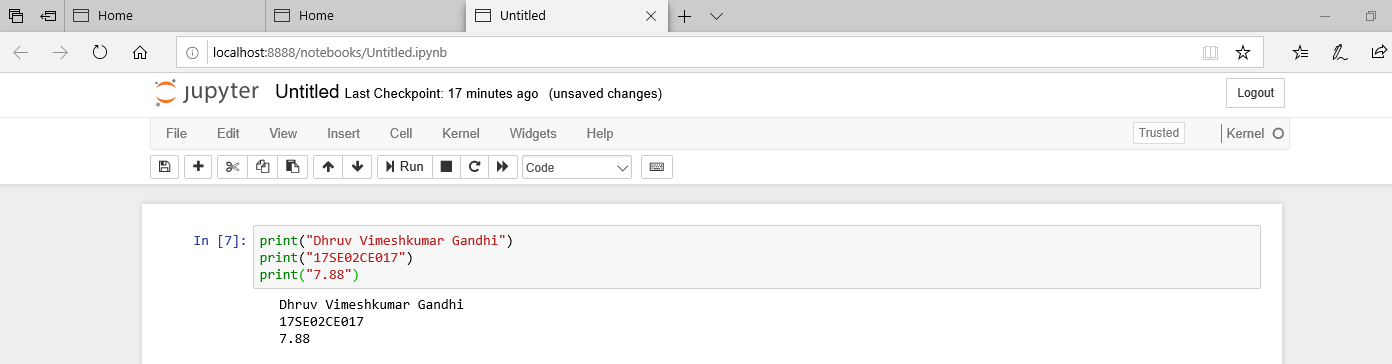 Home
Home
Untitled
localhost:8888/notebooks/Untitled.ipynb
jupyter Untitled Last Checkpoint: 17 minutes ago (unsaved changes)
Logout
File Edit View Insert Cell Kernel Widgets Help
Trusted
Kernel
Run
Code
In [7]: print("Dhruv Vimeshkumar Gandhi")
print("17SE02CE017")
print("7.88")
Dhruv Vimeshkumar Gandhi
17SE02CE017
7.88